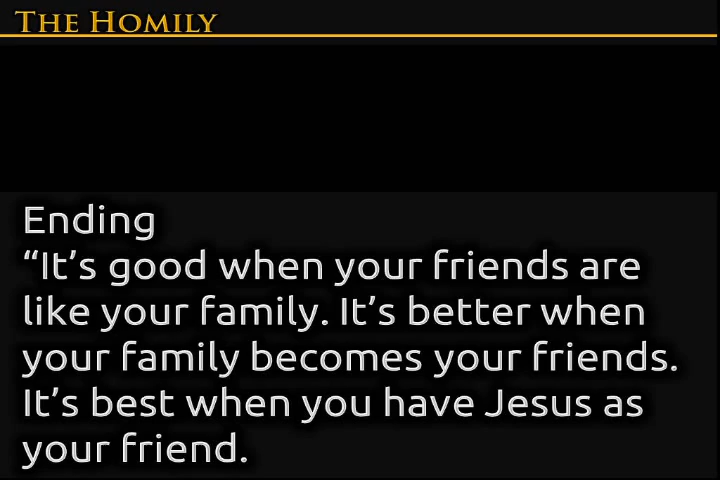 The Homily
Ending
“It’s good when your friends are
like your family. It’s better when
your family becomes your friends.
It’s best when you have Jesus as
your friend.